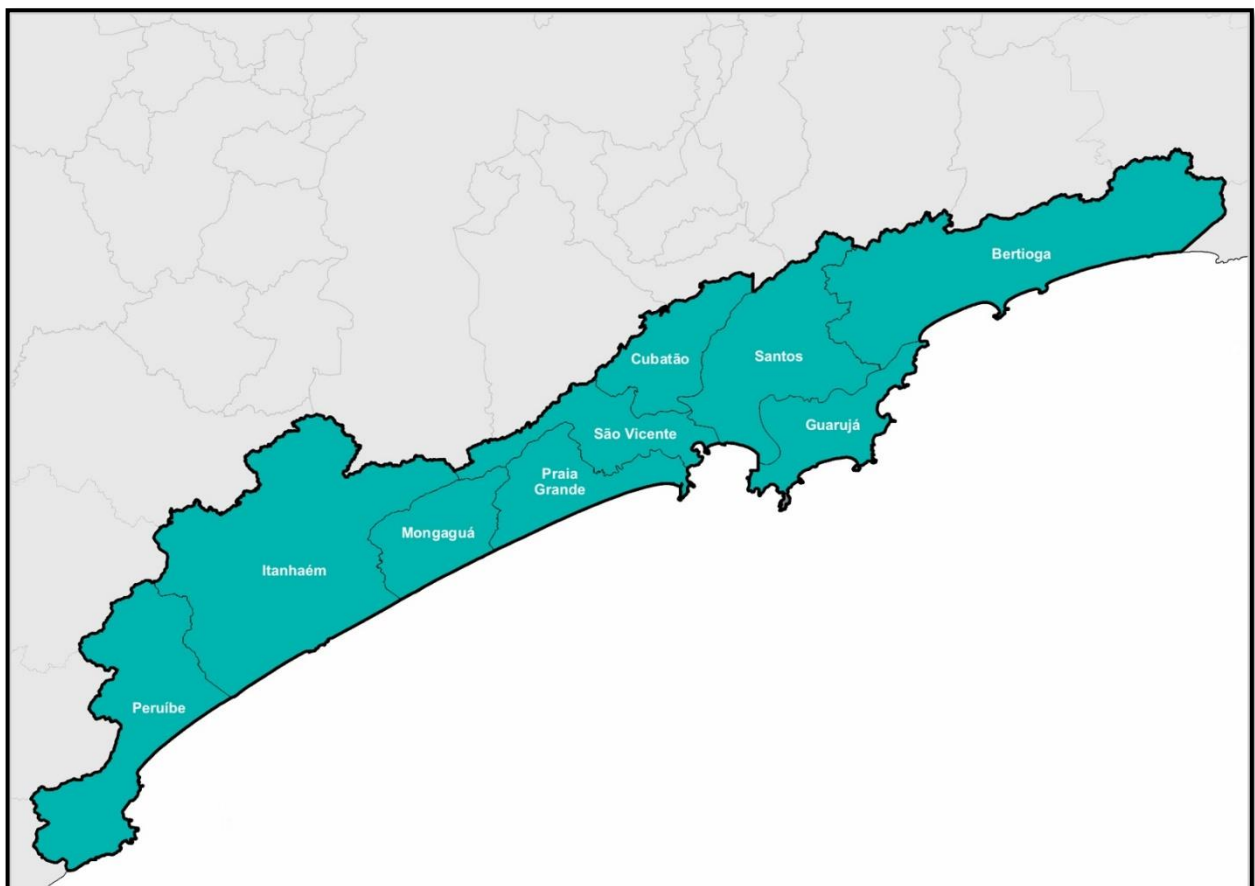 Bertioga
Cubatão
Santos
Guarujá
São Vicente
Praia
Grande
Mongaguá
Itanhaém
Peruíbe